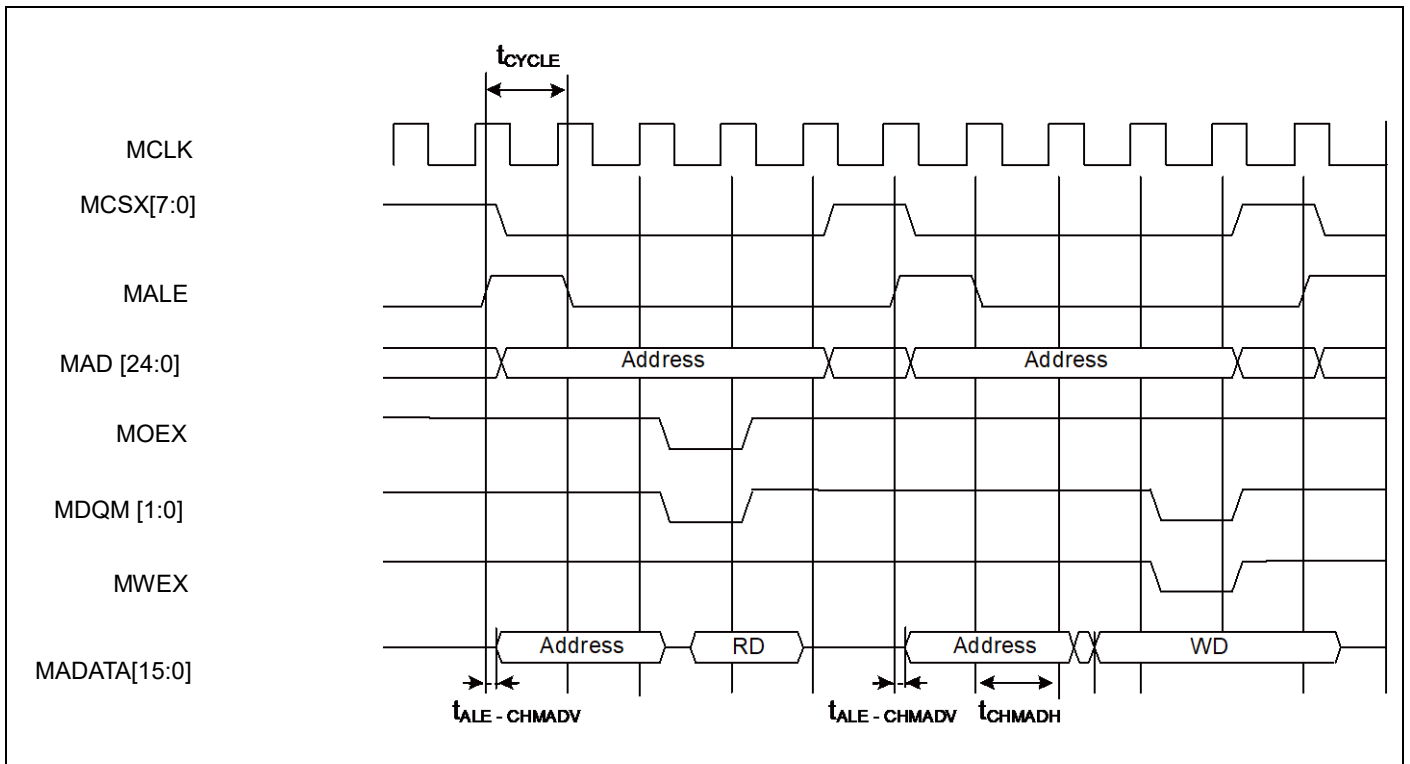 tCYCLE
MCLK
MCSX[7:0]
MALE
MAD [24:0]
Address Address
MOEX
MDQM [1:0]
MWEX
MADATA[15:0]
Address RD Address WD
tALE - CHMADV tALE - CHMADV tCHMADH